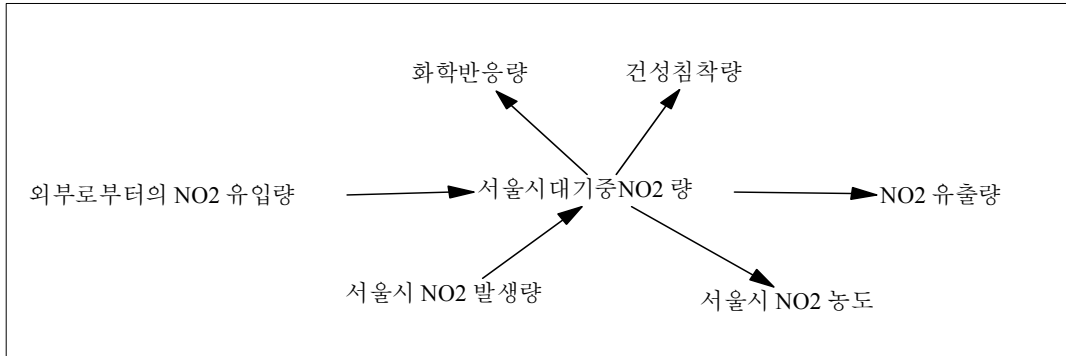 화학반응량
건성침착량
외부로부터의 NO2 유입량
서울시대기중NO2 량
NO2 유출량
서울시 NO2 발생량
서울시 NO2 농도